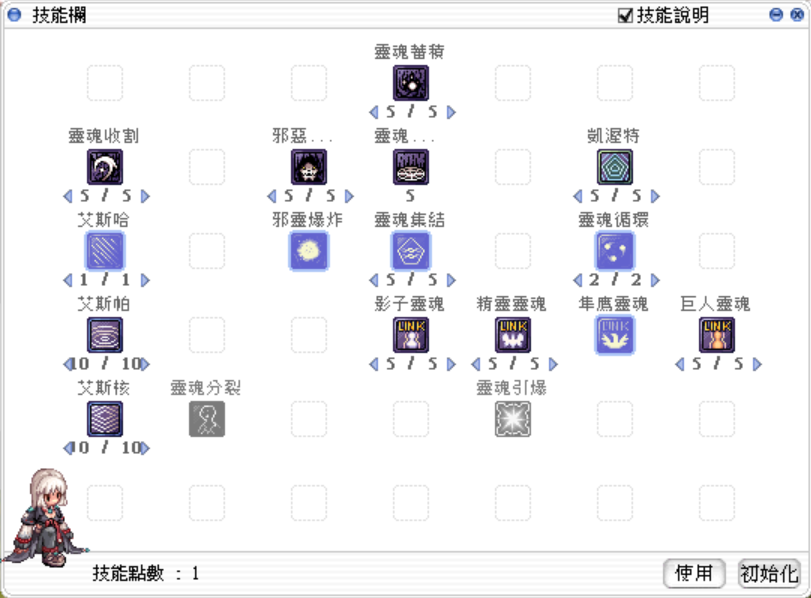 技能欄 技能說明
靈魂蓄積
5 / 5
靈魂收割 邪惡... 靈魂... 凱渥特
5 / 5 5 / 5 5 5 / 5
艾斯哈 邪靈爆炸 靈魂集結 靈魂循環
1 / 1 5 / 5 2 / 2
艾斯帕 影子靈魂 精靈靈魂 隼鷹靈魂 巨人靈魂
LINK LINK LINK LINK
10 / 10 5 / 5 5 / 5 5 / 5
艾斯核 靈魂分裂 靈魂引爆
10 / 10
技能點數 : 1 使用 初始化